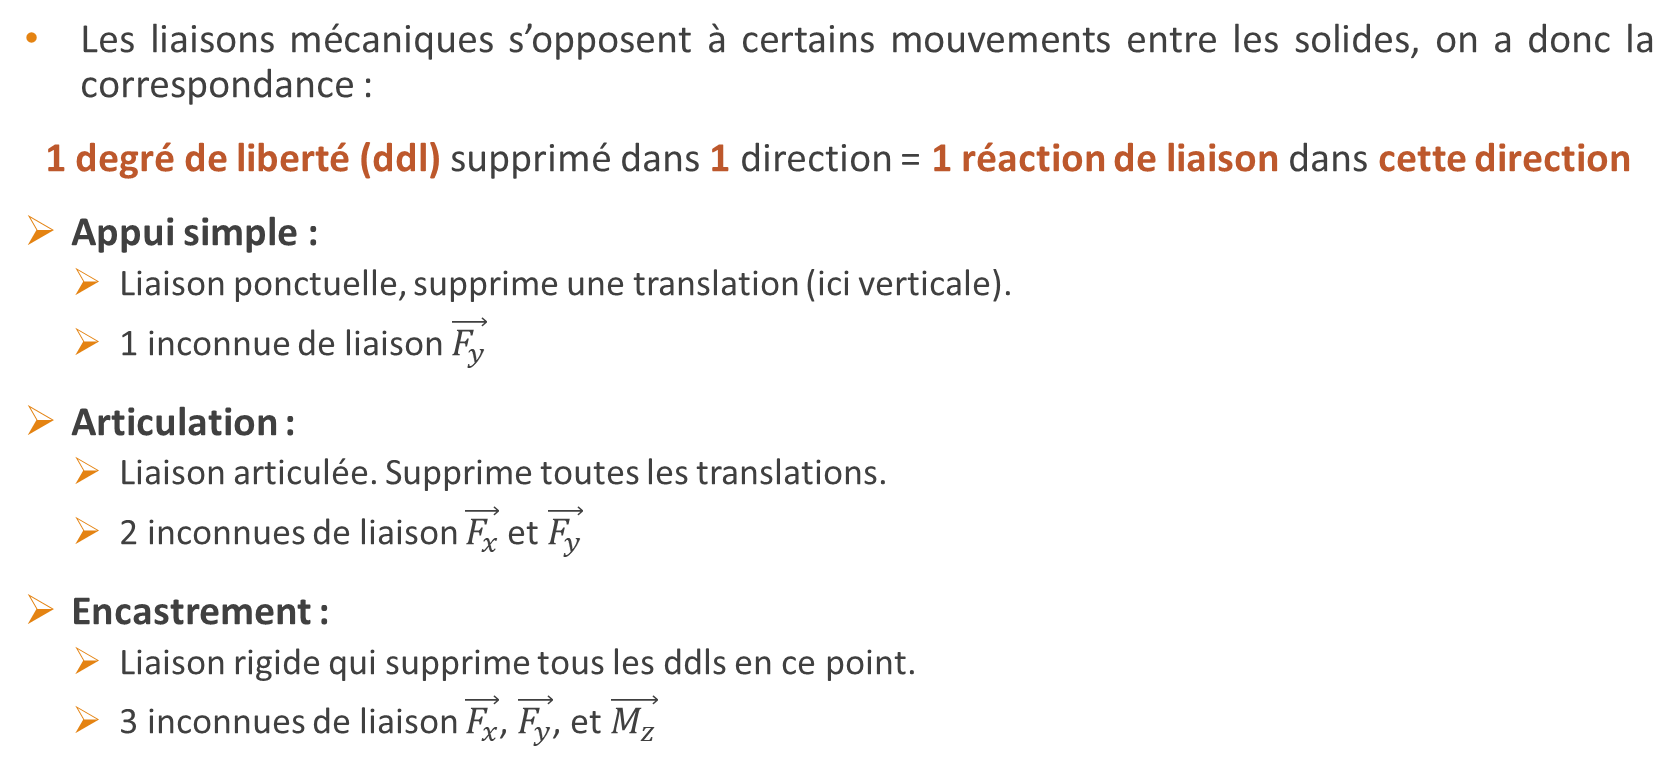 • Les liaisons mécaniques s’opposent à certains mouvements entre les solides, on a donc la
correspondance :
1 degré de liberté (ddl) supprimé dans 1 direction = 1 réaction de liaison dans cette direction
➢ Appui simple :
➢ Liaison ponctuelle, supprime une translation (ici verticale).
➢ 1 inconnue de liaison $\overrightarrow{F_y}$
➢ Articulation :
➢ Liaison articulée. Supprime toutes les translations.
➢ 2 inconnues de liaison $\overrightarrow{F_x}$ et $\overrightarrow{F_y}$
➢ Encastrement :
➢ Liaison rigide qui supprime tous les ddls en ce point.
➢ 3 inconnues de liaison $\overrightarrow{F_x}$, $\overrightarrow{F_y}$, et $\overrightarrow{M_z}$